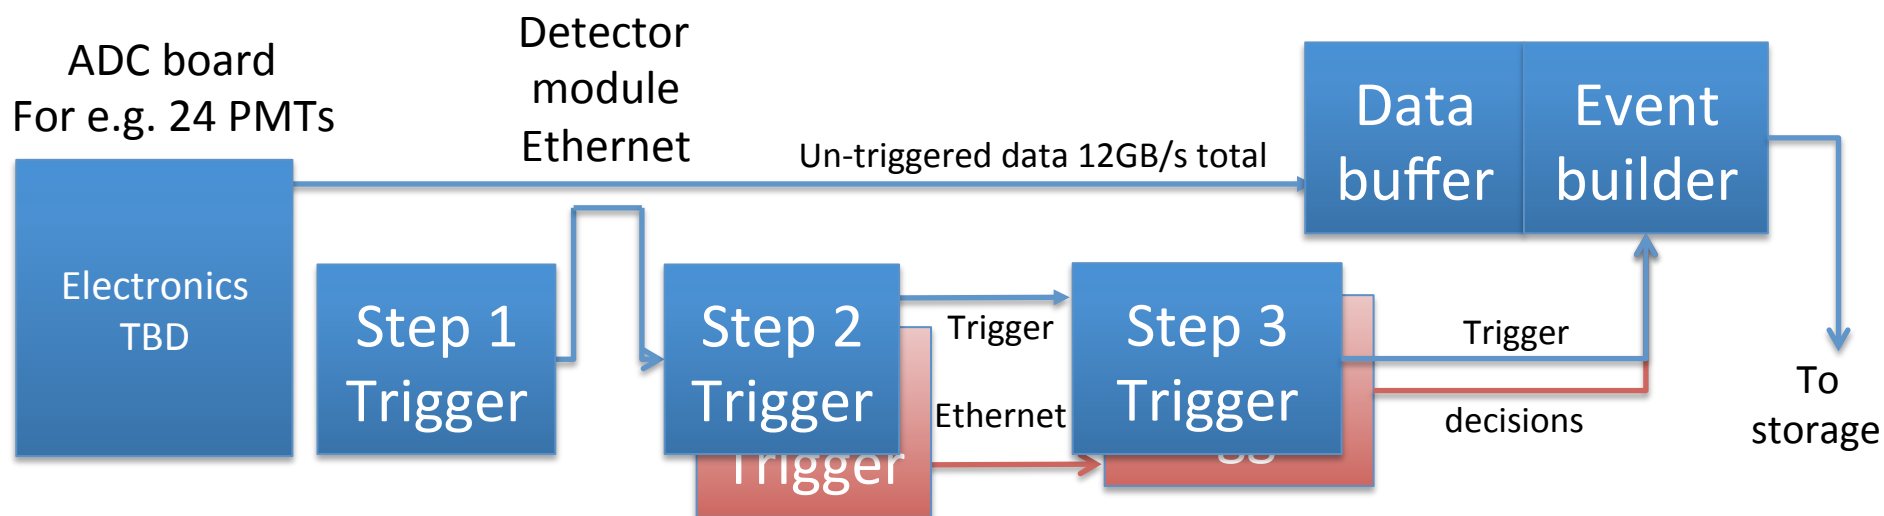 ADC board
For e.g. 24 PMTs
Detector
module
Ethernet
Un-triggered data 12GB/s total
Data
buffer
Event
builder
Electronics
TBD
Step 1
Trigger
Step 2
Trigger
Trigger
Trigger
Ethernet
Step 3
Trigger
Trigger
decisions
To
storage